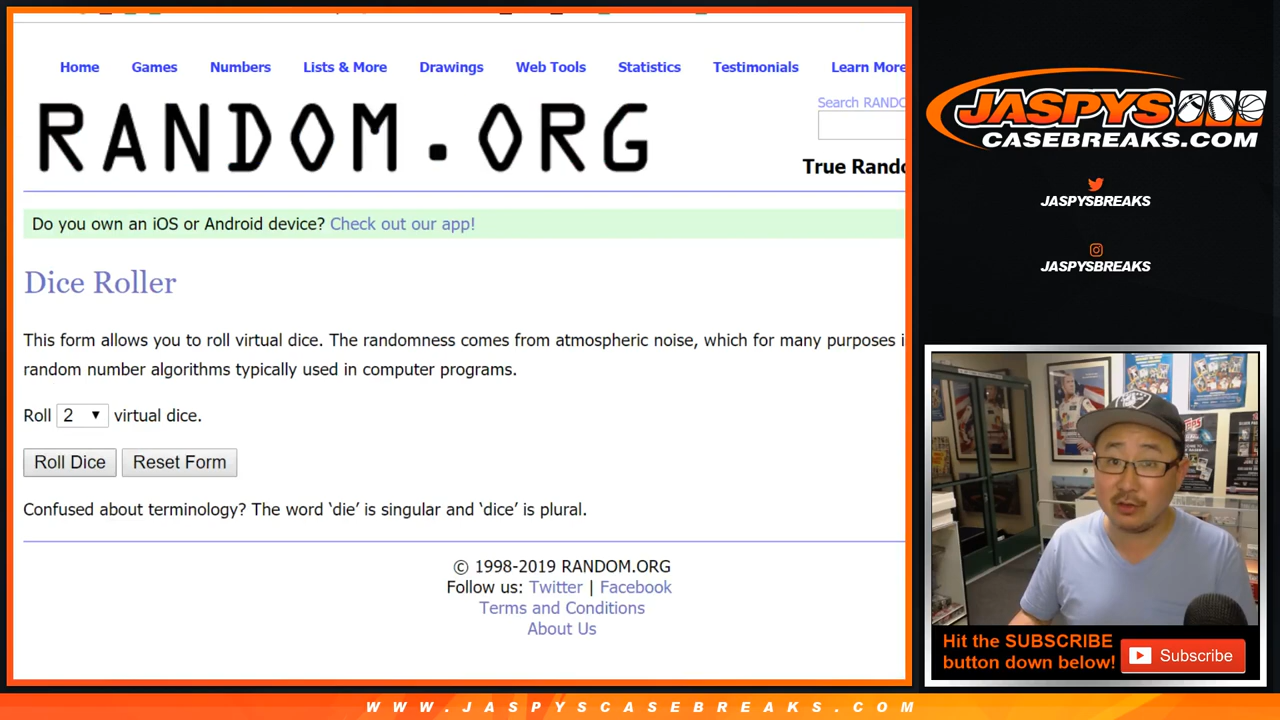 Home Games Numbers Lists & More Drawings Web Tools Statistics Testimonials Learn More
RANDOM.ORG
Search RANDO
True Rando
Do you own an iOS or Android device? Check out our app!
Dice Roller
This form allows you to roll virtual dice. The randomness comes from atmospheric noise, which for many purposes i
random number algorithms typically used in computer programs.
Roll 2 virtual dice.
Roll Dice Reset Form
Confused about terminology? The word ‘die’ is singular and ‘dice’ is plural.
© 1998-2019 RANDOM.ORG
Follow us: Twitter | Facebook
Terms and Conditions
About Us
JASPYS
CASEBREAKS.COM
JASPYSBREAKS
JASPYSBREAKS
topps
Hit the SUBSCRIBE
button down below!
Subscribe
WWW.JASPYSCASEBREAKS.COM